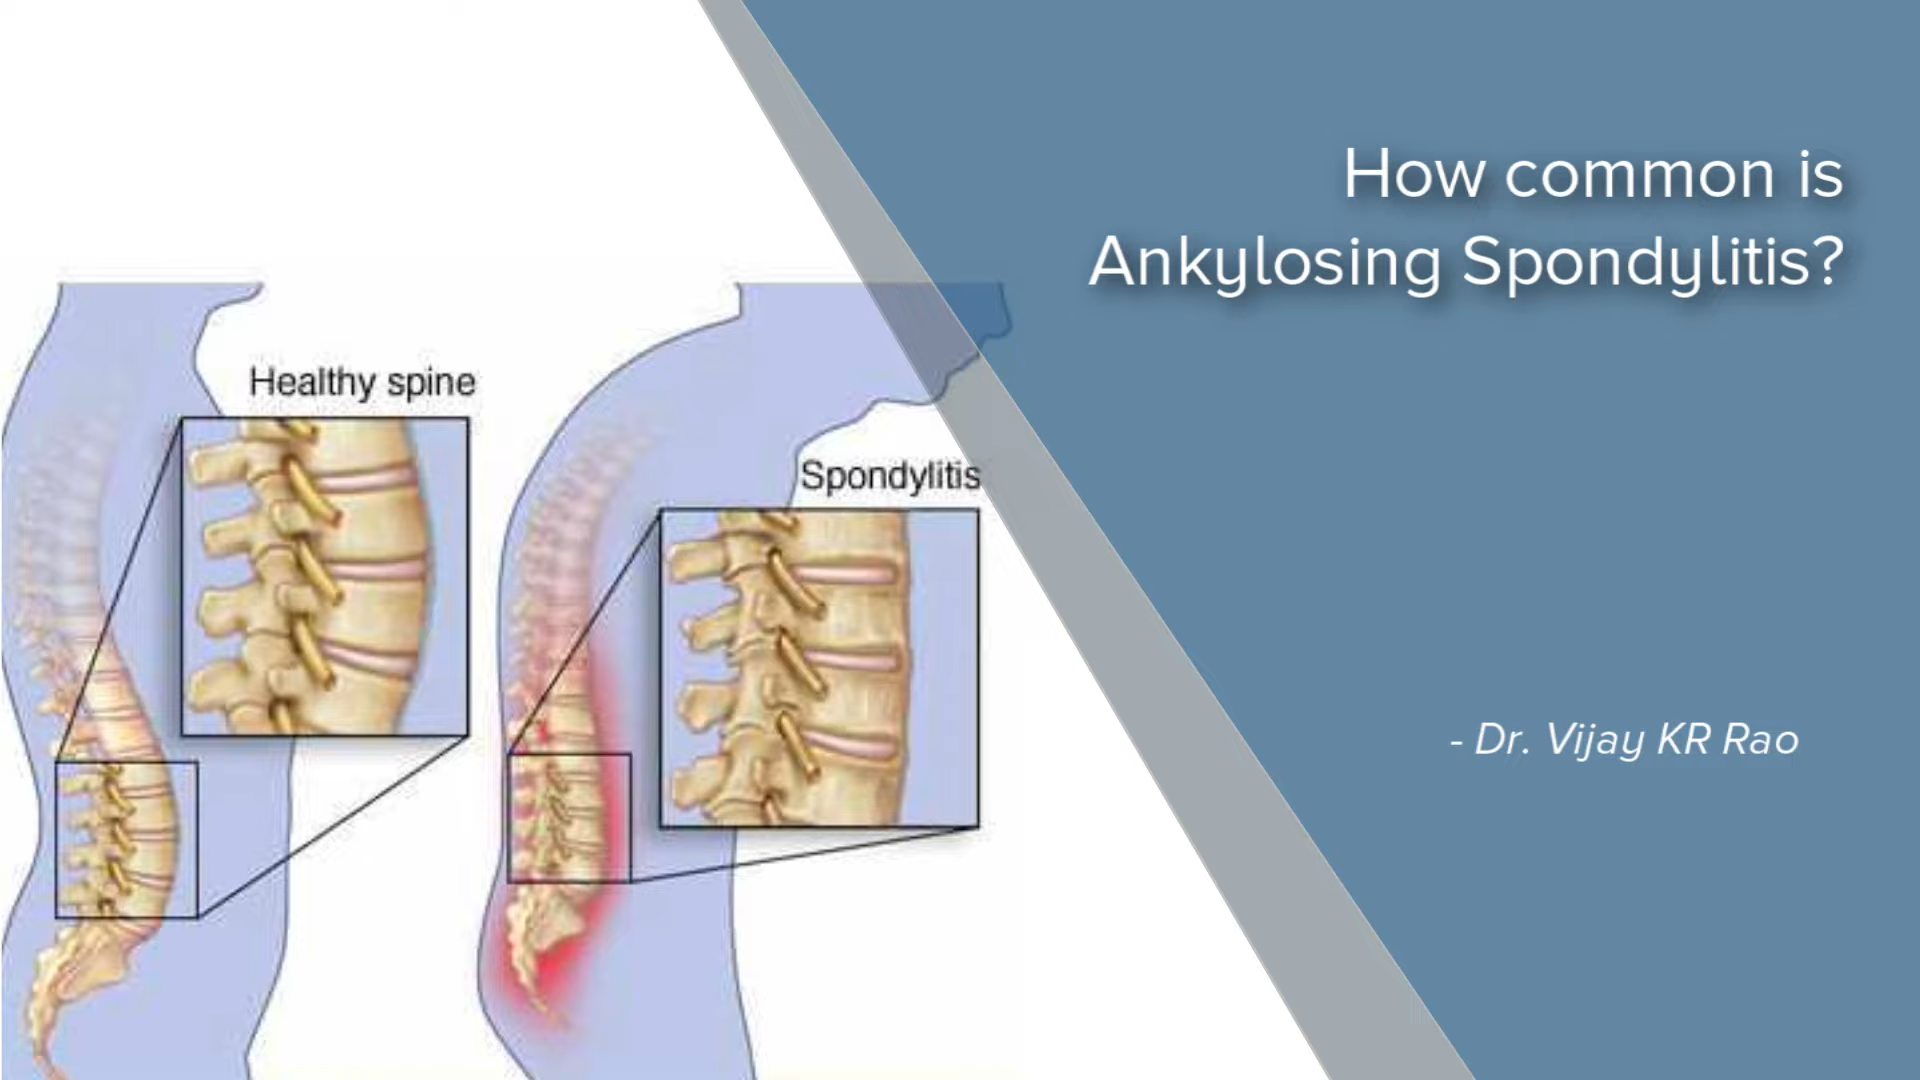 How common is
Ankylosing Spondylitis?
Healthy spine
Spondylitis
- Dr. Vijay KR Rao